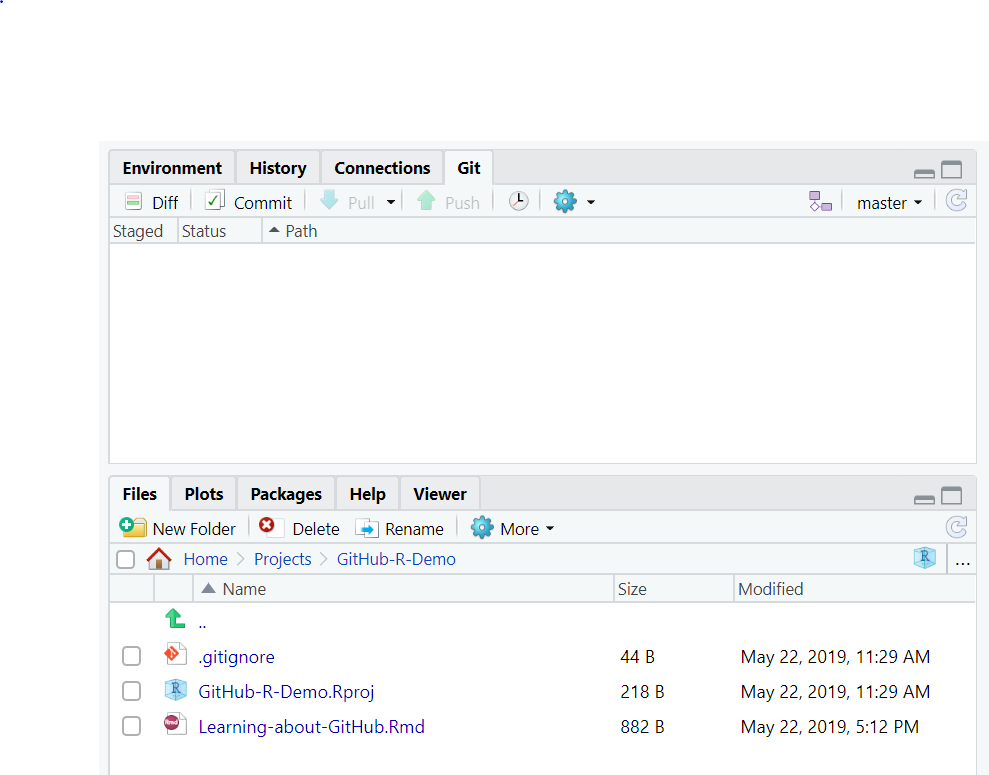 Environment History Connections Git
Diff Commit Pull Push master
Staged Status Path
Files Plots Packages Help Viewer
New Folder Delete Rename More
Home Projects GitHub-R-Demo R ...
Name Size Modified
..
.gitignore 44 B May 22, 2019, 11:29 AM
R GitHub-R-Demo.Rproj 218 B May 22, 2019, 11:29 AM
Rmd Learning-about-GitHub.Rmd 882 B May 22, 2019, 5:12 PM